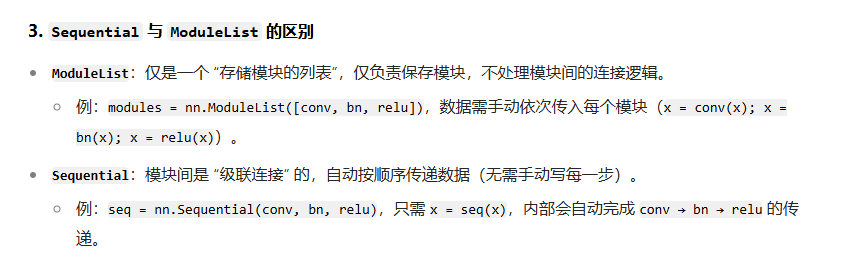 3. Sequential 与 ModuleList 的区别
ModuleList：仅是一个 “存储模块的列表”，仅负责保存模块，不处理模块间的连接逻辑。
例：modules = nn.ModuleList([conv, bn, relu])，数据需手动依次传入每个模块（x = conv(x); x =
bn(x); x = relu(x)）。
Sequential：模块间是 “级联连接” 的，自动按顺序传递数据（无需手动写每一步）。
例：seq = nn.Sequential(conv, bn, relu)，只需 x = seq(x)，内部会自动完成 conv → bn → relu 的传
递。